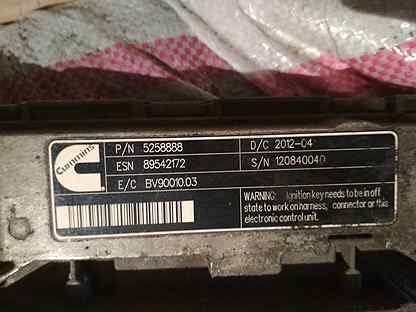 Cummins
P/N 5258888
D/C 2012-04
ESN 89542172
S/N 120840040
E/C BV90010.03
WARNING: Ignition key needs to be in off
state to work on harness, connector or this
electronic control unit.